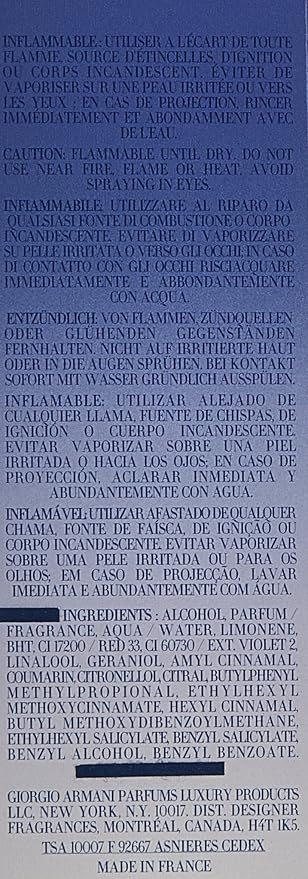 INFLAMMABLE : UTILISER A L'ÉCART DE TOUTE
FLAMME, SOURCE D'ÉTINCELLES, D'IGNITION
OU CORPS INCANDESCENT. ÉVITER DE
VAPORISER SUR UNE PEAU IRRITÉE OU VERS
LES YEUX ; EN CAS DE PROJECTION, RINCER
IMMÉDIATEMENT ET ABONDAMMENT AVEC
DE L'EAU.
CAUTION: FLAMMABLE UNTIL DRY. DO NOT
USE NEAR FIRE, FLAME OR HEAT. AVOID
SPRAYING IN EYES.
INFIAMMABILE: UTILIZZARE AL RIPARO DA
QUALSIASI FONTE DI COMBUSTIONE O CORPO
INCANDESCENTE. EVITARE DI VAPORIZZARE
SU PELLE IRRITATA O VERSO GLI OCCHI; IN CASO
DI CONTATTO CON GLI OCCHI RISCIACQUARE
IMMEDIATAMENTE E ABBONDANTEMENTE
CON ACQUA.
ENTZÜNDLICH: VON FLAMMEN, ZÜNDQUELLEN
ODER GLÜHENDEN GEGENSTÄNDEN
FERNHALTEN. NICHT AUF IRRITIERTE HAUT
ODER IN DIE AUGEN SPRÜHEN. BEI KONTAKT
SOFORT MIT WASSER GRÜNDLICH AUSSPÜLEN.
INFLAMABLE: UTILIZAR ALEJADO DE
CUALQUIER LLAMA, FUENTE DE CHISPAS, DE
IGNICIÓN O CUERPO INCANDESCENTE.
EVITAR VAPORIZAR SOBRE UNA PIEL
IRRITADA O HACIA LOS OJOS; EN CASO DE
PROYECCIÓN, ACLARAR INMEDIATA Y
ABUNDANTEMENTE CON AGUA.
INFLAMÁVEL: UTILIZAR AFASTADO DE QUALQUER
CHAMA, FONTE DE FAÍSCA, DE IGNIÇÃO OU
CORPO INCANDESCENTE. EVITAR VAPORIZAR
SOBRE UMA PELE IRRITADA OU PARA OS
OLHOS; EM CASO DE PROJECÇÃO, LAVAR
IMEDIATA E ABUNDANTEMENTE COM ÁGUA.
INGREDIENTS : ALCOHOL, PARFUM /
FRAGRANCE, AQUA / WATER, LIMONENE,
BHT, CI 17200 / RED 33, CI 60730 / EXT. VIOLET 2,
LINALOOL, GERANIOL, AMYL CINNAMAL,
COUMARIN, CITRONELLOL, CITRAL, BUTYLPHENYL
METHYLPROPIONAL, ETHYLHEXYL
METHOXYCINNAMATE, HEXYL CINNAMAL,
BUTYL METHOXYDIBENZOYLMETHANE,
ETHYLHEXYL SALICYLATE, BENZYL SALICYLATE,
BENZYL ALCOHOL, BENZYL BENZOATE.
GIORGIO ARMANI PARFUMS LUXURY PRODUCTS
LLC, NEW YORK, N.Y. 10017. DIST. DESIGNER
FRAGRANCES, MONTRÉAL, CANADA, H4T 1K5.
TSA 10007 F 92667 ASNIERES CEDEX
MADE IN FRANCE